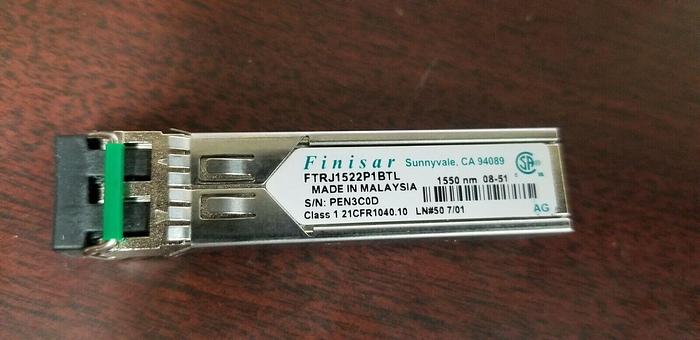 Finisar Sunnyvale, CA 94089
FTRJ1522P1BTL
MADE IN MALAYSIA 1550 nm 08-51
S/N: PEN3C0D
Class 1 21CFR1040.10 LN#50 7/01 AG